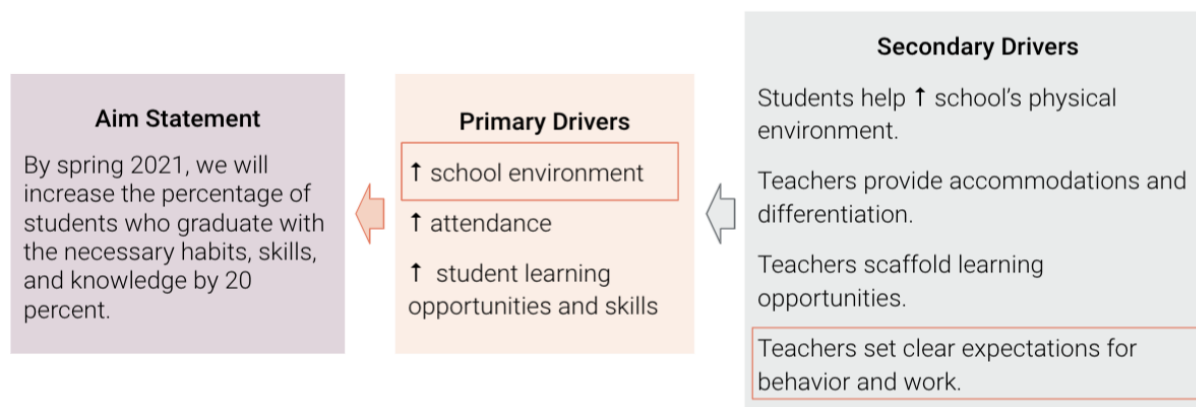 Aim Statement
By spring 2021, we will
increase the percentage of
students who graduate with
the necessary habits, skills,
and knowledge by 20
percent.
Primary Drivers
↑ school environment
↑ attendance
↑ student learning
opportunities and skills
Secondary Drivers
Students help ↑ school’s physical
environment.
Teachers provide accommodations and
differentiation.
Teachers scaffold learning
opportunities.
Teachers set clear expectations for
behavior and work.